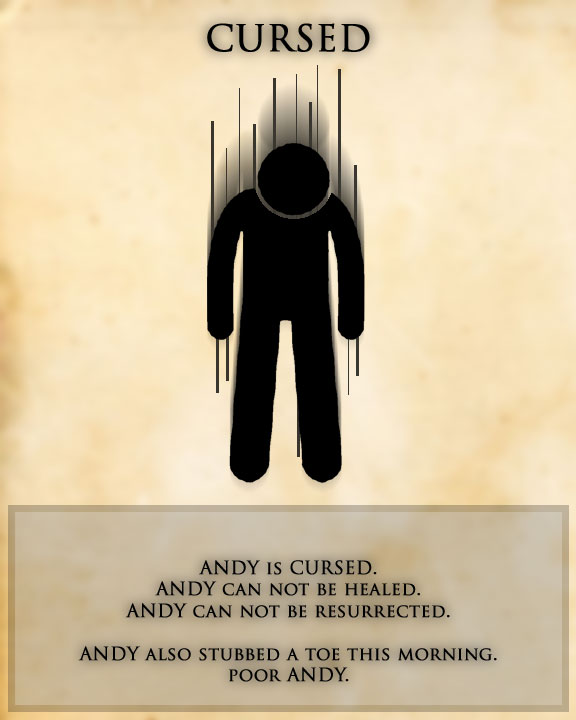 CURSED
ANDY IS CURSED.
ANDY CAN NOT BE HEALED.
ANDY CAN NOT BE RESURRECTED.
ANDY ALSO STUBBED A TOE THIS MORNING.
POOR ANDY.